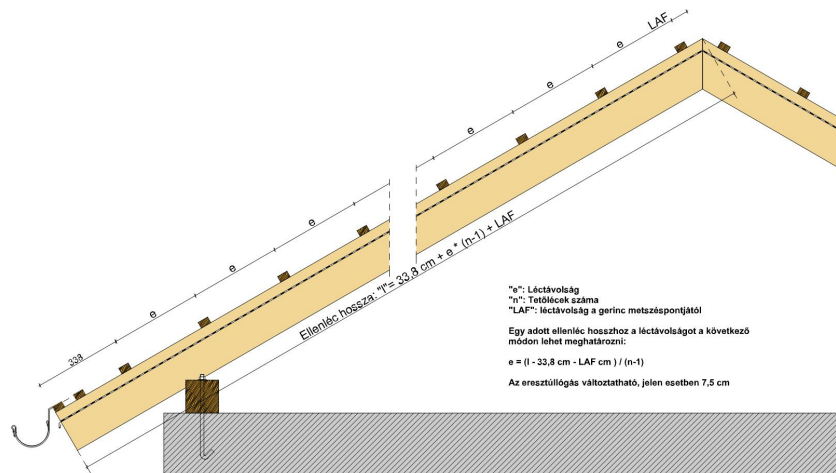 LAF
e
e
e
e
e
e
33,8
Ellenléc hossza: "l"= 33,8 cm + e * (n-1) + LAF
"e": Léctávolság
"n": Tetőlécek száma
"LAF": léctávolság a gerinc metszéspontjától
Egy adott ellenléc hosszhoz a léctávolságot a következő
módon lehet meghatározni:
e = (l - 33,8 cm - LAF cm ) / (n-1)
Az eresztúllógás változtatható, jelen esetben 7,5 cm